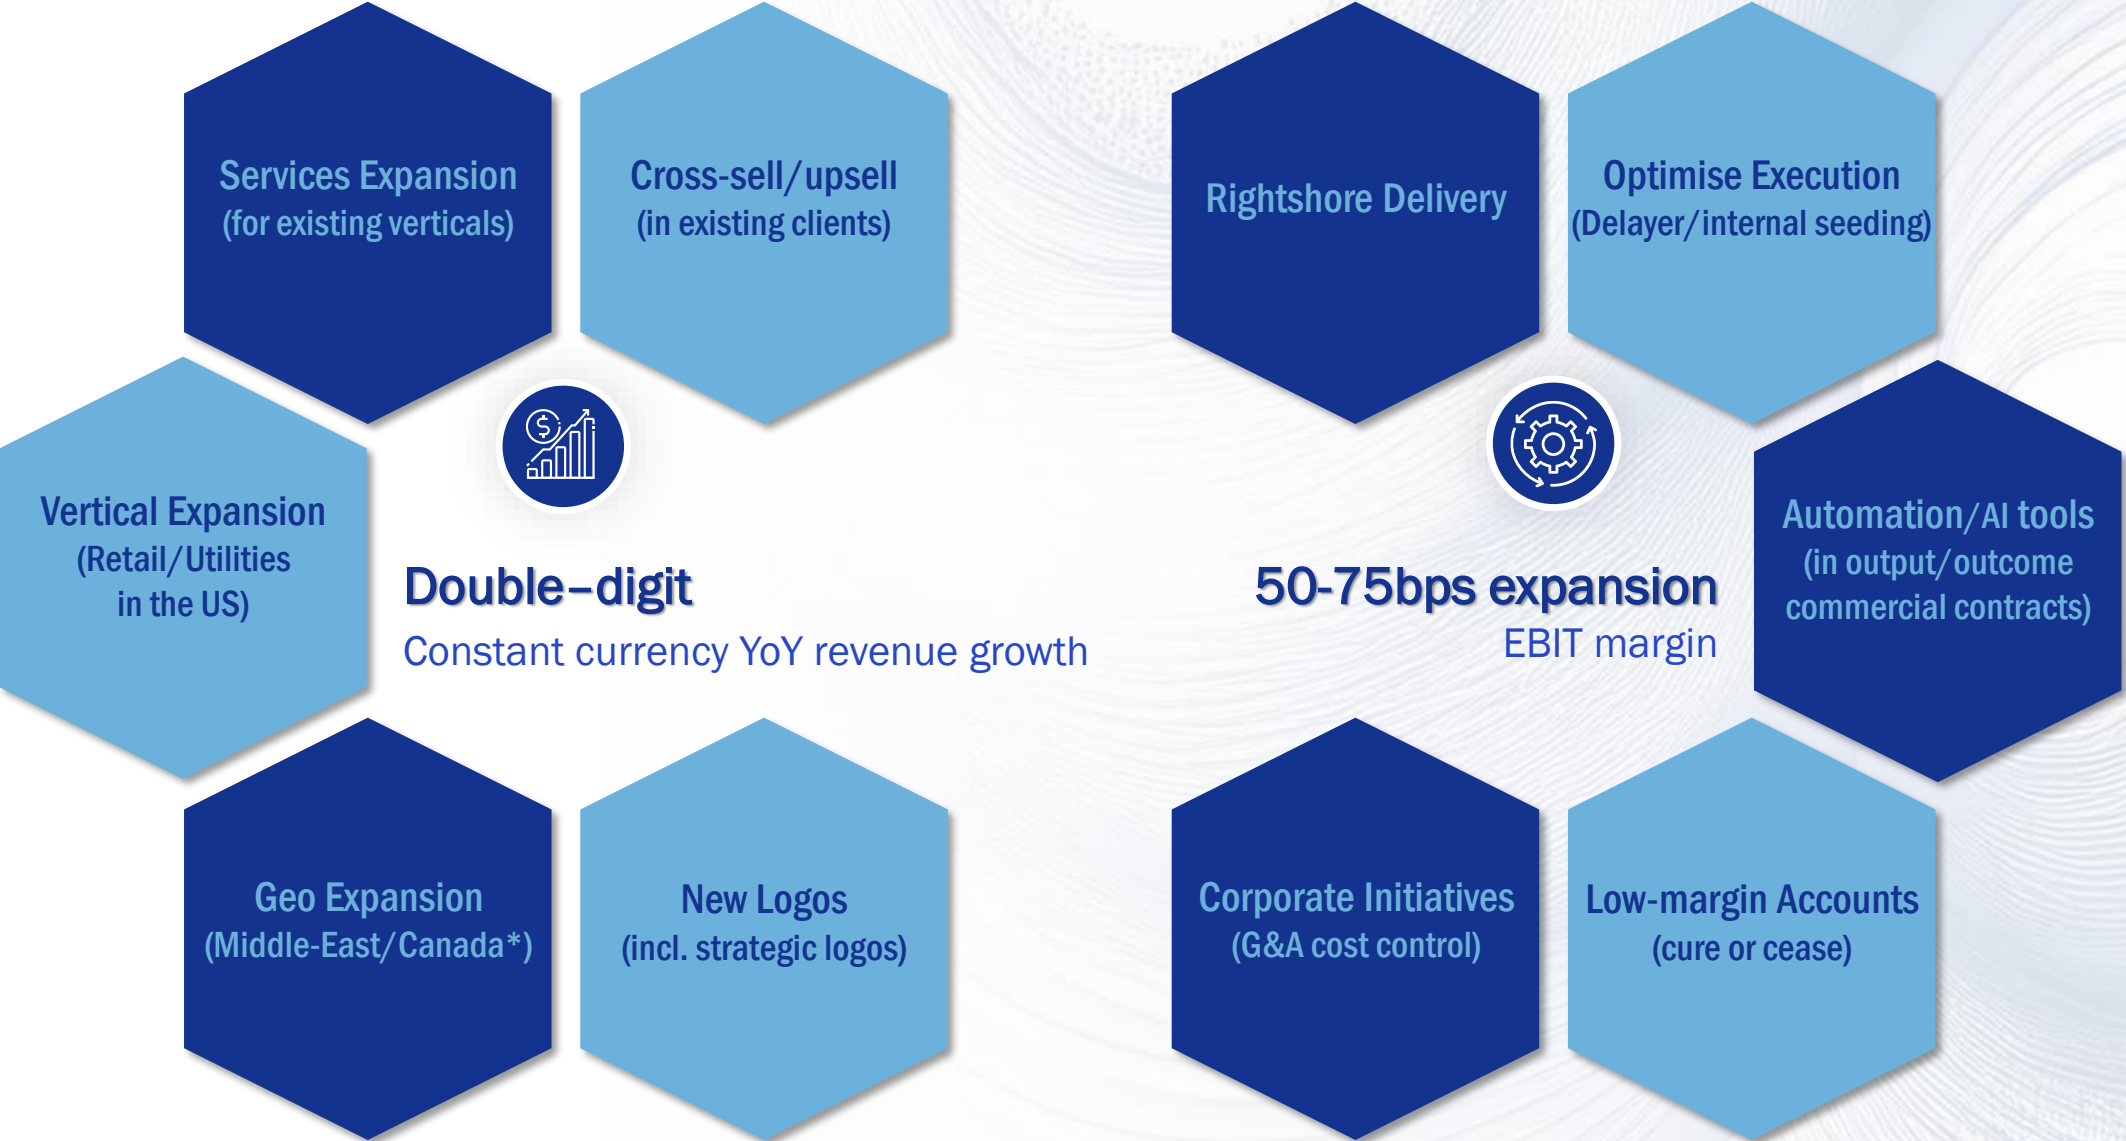 Services Expansion
(for existing verticals)
Cross-sell/upsell
(in existing clients)
Vertical Expansion
(Retail/Utilities
in the US)
$
Double–digit
Constant currency YoY revenue growth
Geo Expansion
(Middle-East/Canada*)
New Logos
(incl. strategic logos)
Rightshore Delivery
Optimise Execution
(Delayer/internal seeding)
50-75bps expansion
EBIT margin
Automation/AI tools
(in output/outcome
commercial contracts)
Corporate Initiatives
(G&A cost control)
Low-margin Accounts
(cure or cease)